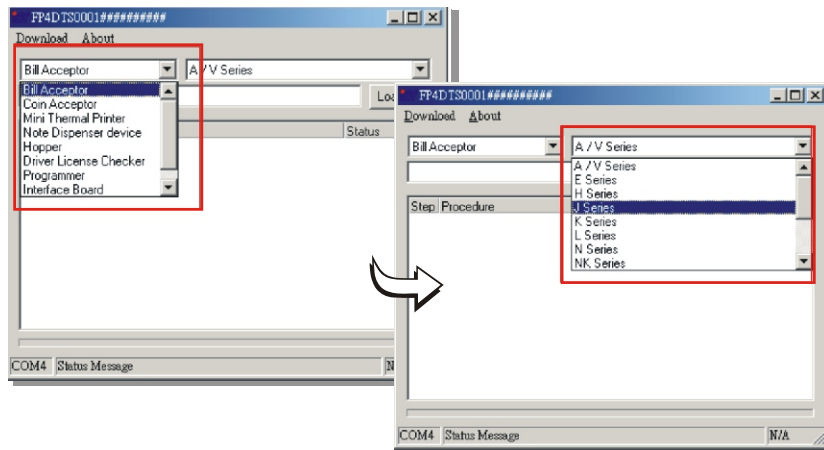 FP4DTS0001##########
Download About
Bill Acceptor A / V Series
Bill Acceptor
Coin Acceptor
Mini Thermal Printer
Note Dispenser device
Hopper
Driver License Checker
Programmer
Interface Board
Status
COM4 Status Message
FP4DTS0001##########
Download About
Bill Acceptor A / V Series
A / V Series
E Series
H Series
J Series
K Series
L Series
N Series
NK Series
Step Procedure
COM4 Status Message N/A